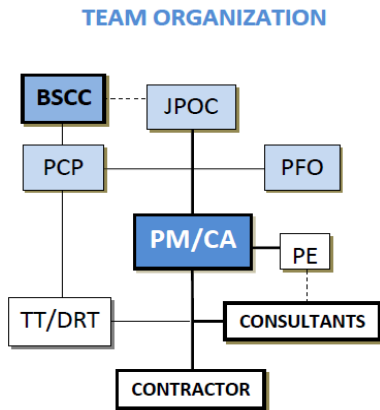 TEAM ORGANIZATION
BSCC
JPOC
PCP
PFO
PM/CA
PE
TT/DRT
CONSULTANTS
CONTRACTOR